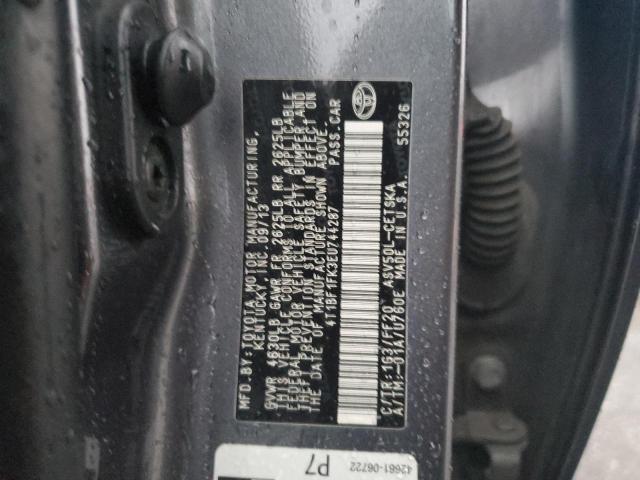 MFD.BY:TOYOTA MOTOR MANUFACTURING,
KENTUCKY INC 09/13
GVWR 4630LB GAWR FR 2625LB RR 2625LB
THIS VEHICLE CONFORMS TO ALL APPLICABLE
FEDERAL MOTOR VEHICLE SAFETY BUMPER AND
THEFT PREVENTION STANDARDS IN EFFECT ON
THE DATE OF MANUFACTURE SHOWN ABOVE.
4T1BF1FK3EU744287 PASS.CAR
55326
C/TR:1G3/FF20 ASV50L-CETSKA
A/TM:-01A/U760E MADE IN U.S.A.
42661-06722
P7